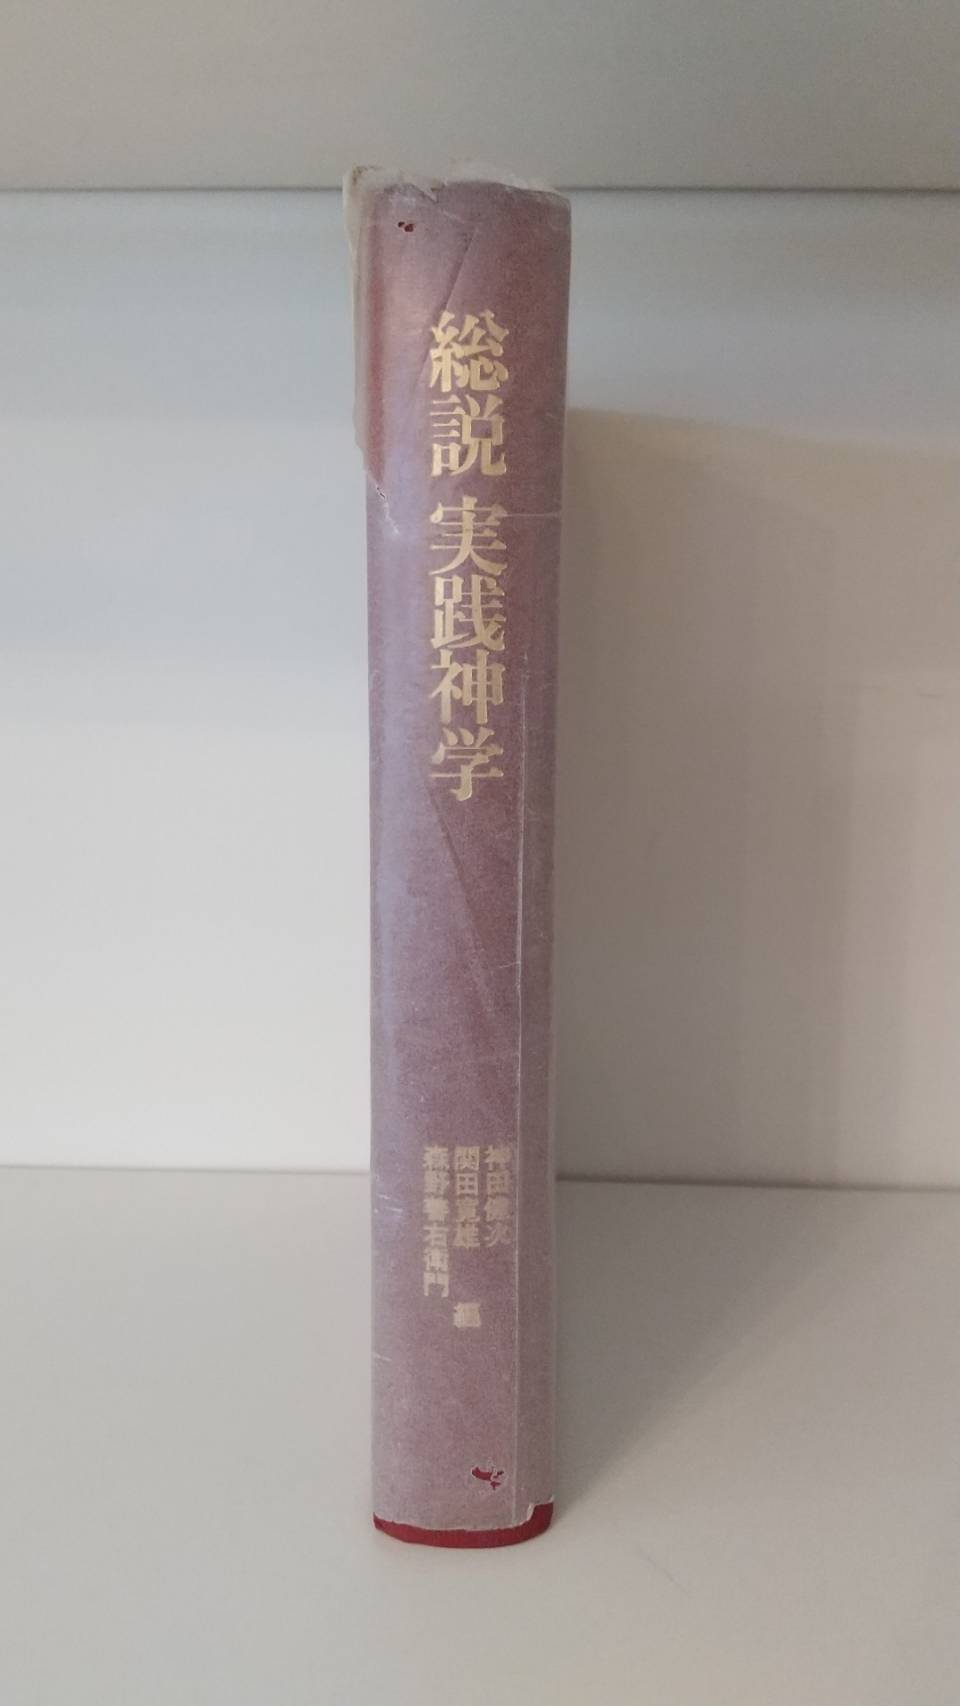 総説 実践神学
神田健次
関田寛雄
森野善右衛門
編